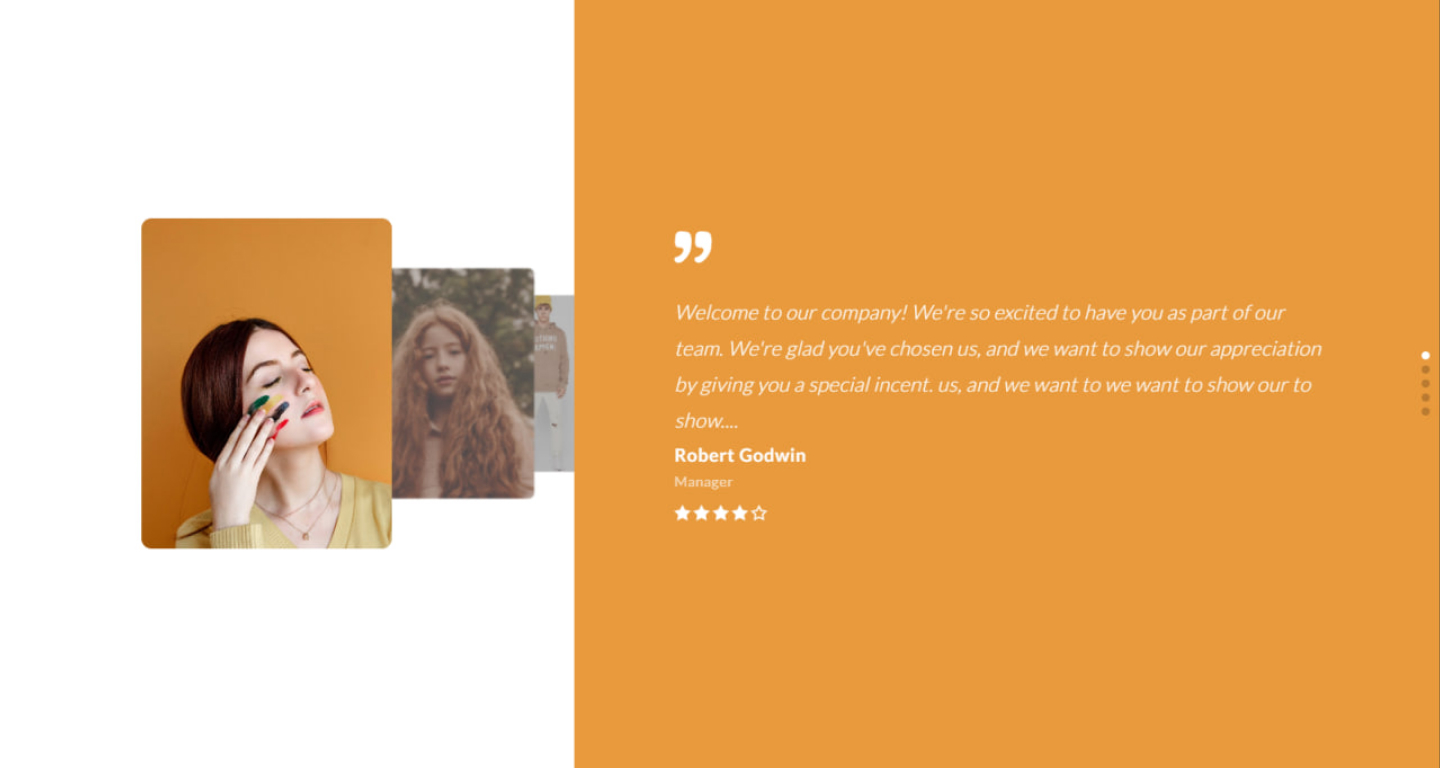 ”
Welcome to our company! We're so excited to have you as part of our
team. We're glad you've chosen us, and we want to show our appreciation
by giving you a special incent. us, and we want to we want to show our to
show....
Robert Godwin
Manager